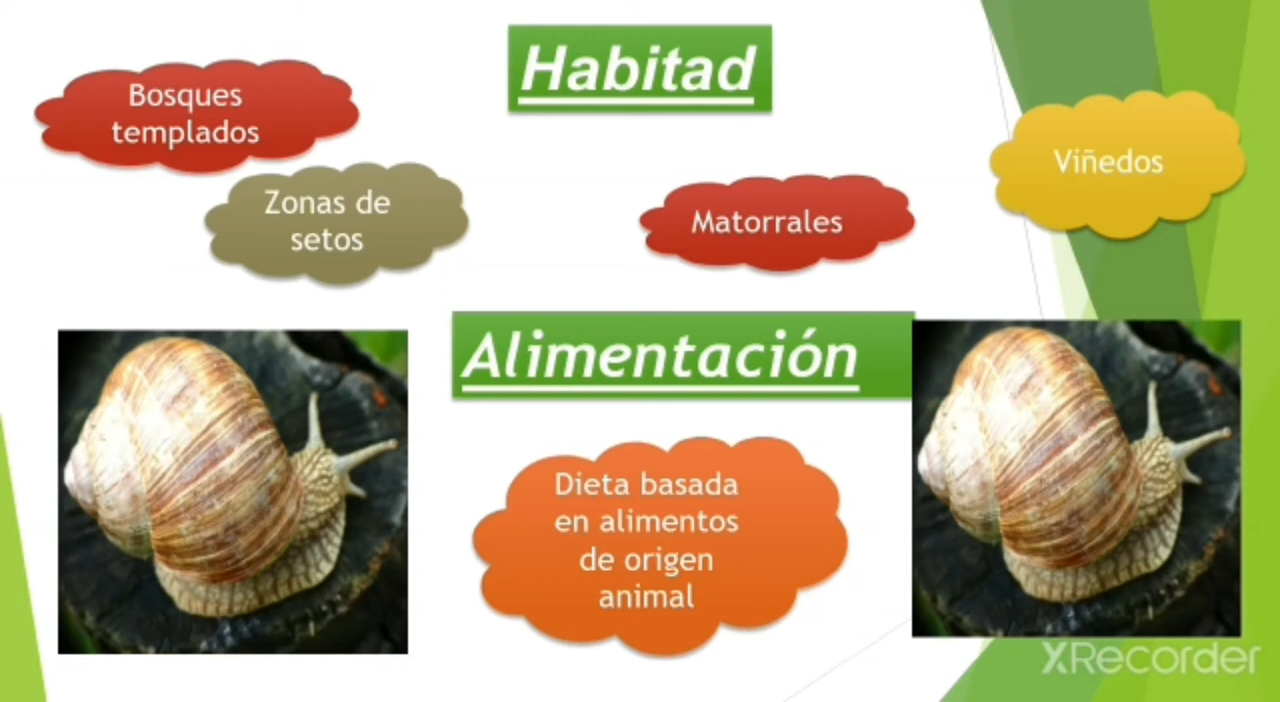 Habitad
Bosques
templados
Zonas de
setos
Matorrales
Viñedos
Alimentación
Dieta basada
en alimentos
de origen
animal
XRecorder